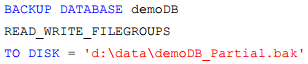 BACKUP DATABASE demoDB
READ_WRITE_FILEGROUPS
TO DISK = 'd:\data\demoDB_Partial.bak'